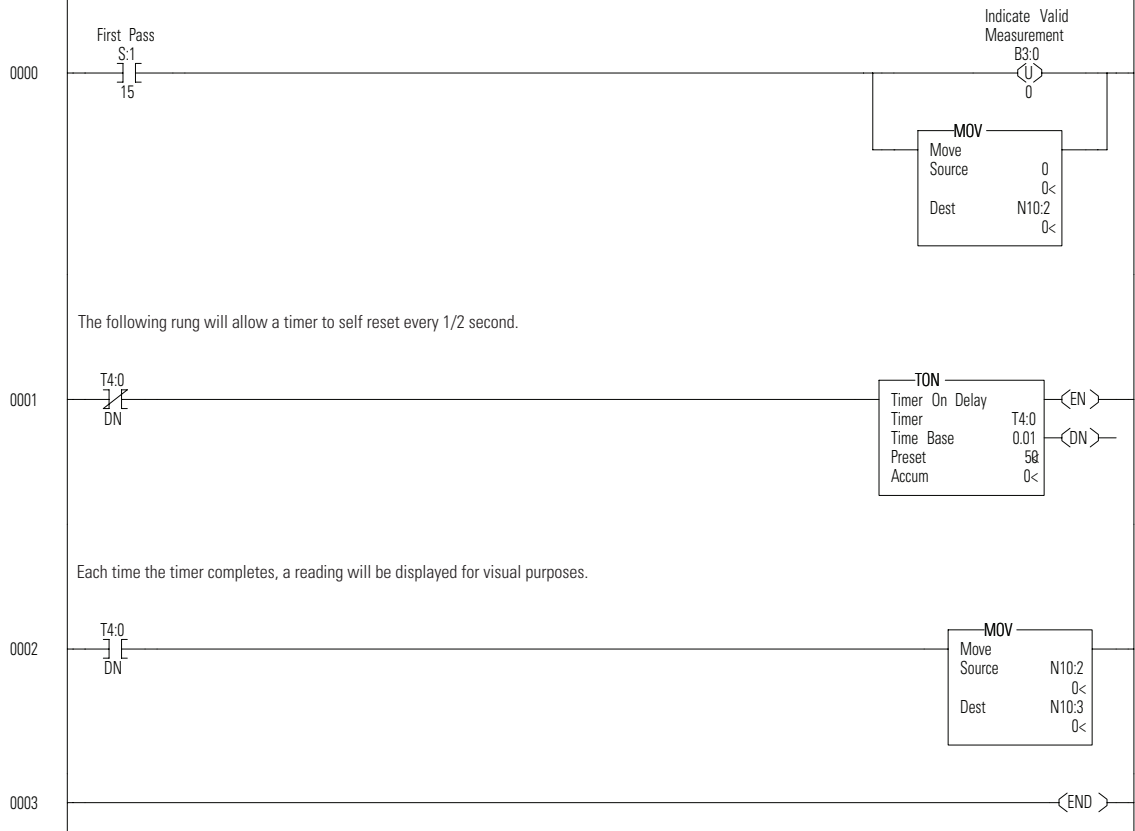 Indicate Valid
First Pass Measurement
S:1 B3:0
0000 U
15 0
MOV
Move
Source 0
0<
Dest N10:2
0<
The following rung will allow a timer to self reset every 1/2 second.
T4:0 TON
0001 Timer On Delay EN
DN Timer T4:0
Time Base 0.01 DN
Preset
Accum 0<
Each time the timer completes, a reading will be displayed for visual purposes.
T4:0 MOV
0002 Move
DN Source N10:2
0<
Dest N10:3
0<
0003 END